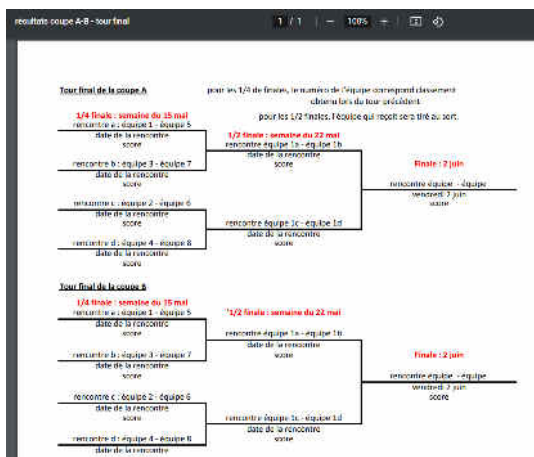 résultats coupe A-B - tour final
1 / 1 — 100% +
Tour final de la coupe A
pour les 1/4 de finales, le numéro de l'équipe correspond classement
obtenu lors du tour précédent
pour les 1/2 finales, l'équipe qui reçoit sera tiré au sort.
1/4 finale : semaine du 15 mai
rencontre a : équipe 1 - équipe 5
date de la rencontre
score
rencontre b : équipe 3 - équipe 7
date de la rencontre
score
rencontre c : équipe 2 - équipe 6
date de la rencontre
score
rencontre d : équipe 4 - équipe 8
date de la rencontre
score
1/2 finale : semaine du 22 mai
rencontre équipe 1a - équipe 1b
date de la rencontre
score
rencontre équipe 1c - équipe 1d
date de la rencontre
score
Finale : 2 juin
rencontre équipe - équipe
vendredi 2 juin
score
Tour final de la coupe B
1/4 finale : semaine du 15 mai
rencontre a : équipe 1 - équipe 5
date de la rencontre
score
rencontre b : équipe 3 - équipe 7
date de la rencontre
score
rencontre c : équipe 2 - équipe 6
date de la rencontre
score
rencontre d : équipe 4 - équipe 8
date de la rencontre
'1/2 finale : semaine du 22 mai
rencontre équipe 1a - équipe 1b
date de la rencontre
score
rencontre équipe 1c - équipe 1d
date de la rencontre
score
Finale : 2 juin
rencontre équipe - équipe
vendredi 2 juin
score